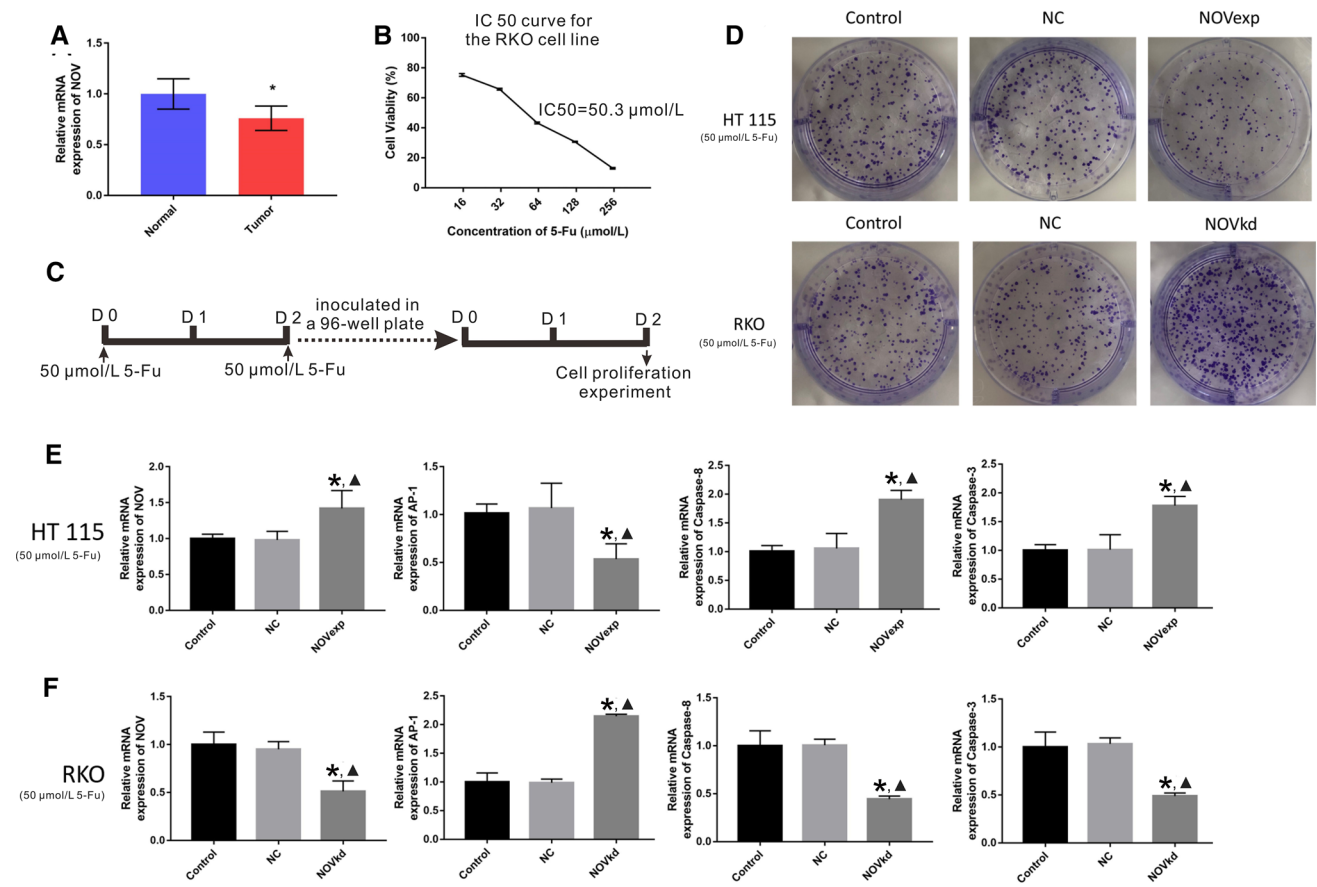 A
1.5
1.0
0.5
0.0
Relative mRNA
expression of NOV
*
Normal
Tumor
B
IC 50 curve for
the RKO cell line
100
80
60
40
20
0
Cell Viability (%)
IC50=50.3 μmol/L
16
32
64
128
256
Concentration of 5-Fu (μmol/L)
C
D 0
D 1
D 2
inoculated in
a 96-well plate
D 0
D 1
D 2
50 μmol/L 5-Fu
50 μmol/L 5-Fu
Cell proliferation
experiment
D
Control
NC
NOVexp
HT 115
(50 μmol/L 5-Fu)
Control
NC
NOVkd
RKO
(50 μmol/L 5-Fu)
E
HT 115
(50 μmol/L 5-Fu)
Relative mRNA
expression of NOV
2.0
1.5
1.0
0.5
0.0
*, ▲
Control
NC
NOVexp
Relative mRNA
expression of AP-1
1.5
1.0
0.5
0.0
*, ▲
Control
NC
NOVexp
Relative mRNA
expression of Caspase-8
2.5
2.0
1.5
1.0
0.5
0.0
*, ▲
Control
NC
NOVexp
Relative mRNA
expression of Caspase-3
2.5
2.0
1.5
1.0
0.5
0.0
*, ▲
Control
NC
NOVexp
F
RKO
(50 μmol/L 5-Fu)
Relative mRNA
expression of NOV
1.5
1.0
0.5
0.0
*, ▲
Control
NC
NOVkd
Relative mRNA
expression of AP-1
2.5
2.0
1.5
1.0
0.5
0.0
*, ▲
Control
NC
NOVkd
Relative mRNA
expression of Caspase-8
1.5
1.0
0.5
0.0
*, ▲
Control
NC
NOVkd
Relative mRNA
expression of Caspase-3
1.5
1.0
0.5
0.0
*, ▲
Control
NC
NOVkd